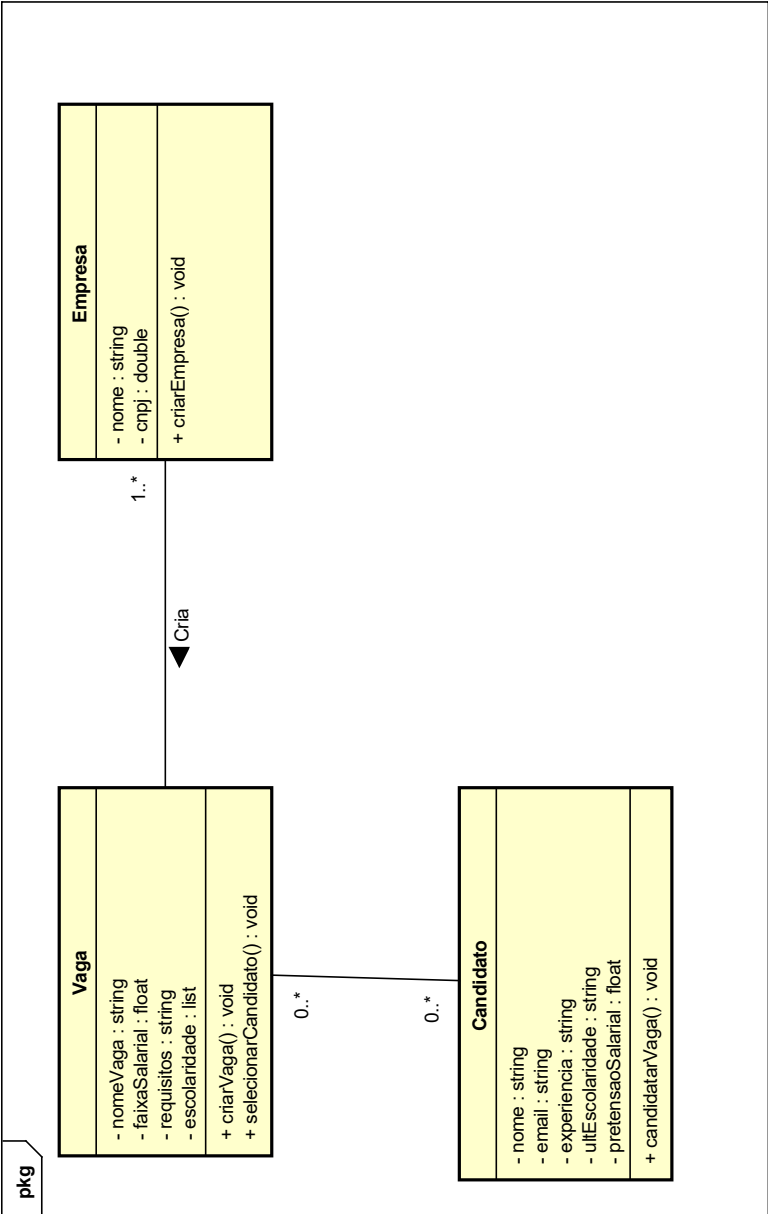 pkg
Vaga
- nomeVaga : string
- faixaSalarial : float
- requisitos : string
- escolaridade : list
+ criarVaga() : void
+ selecionarCandidato() : void
Cria
1..*
Empresa
- nome : string
- cnpj : double
+ criarEmpresa() : void
0..*
0..*
Candidato
- nome : string
- email : string
- experiencia : string
- ultEscolaridade : string
- pretensaoSalarial : float
+ candidatarVaga() : void